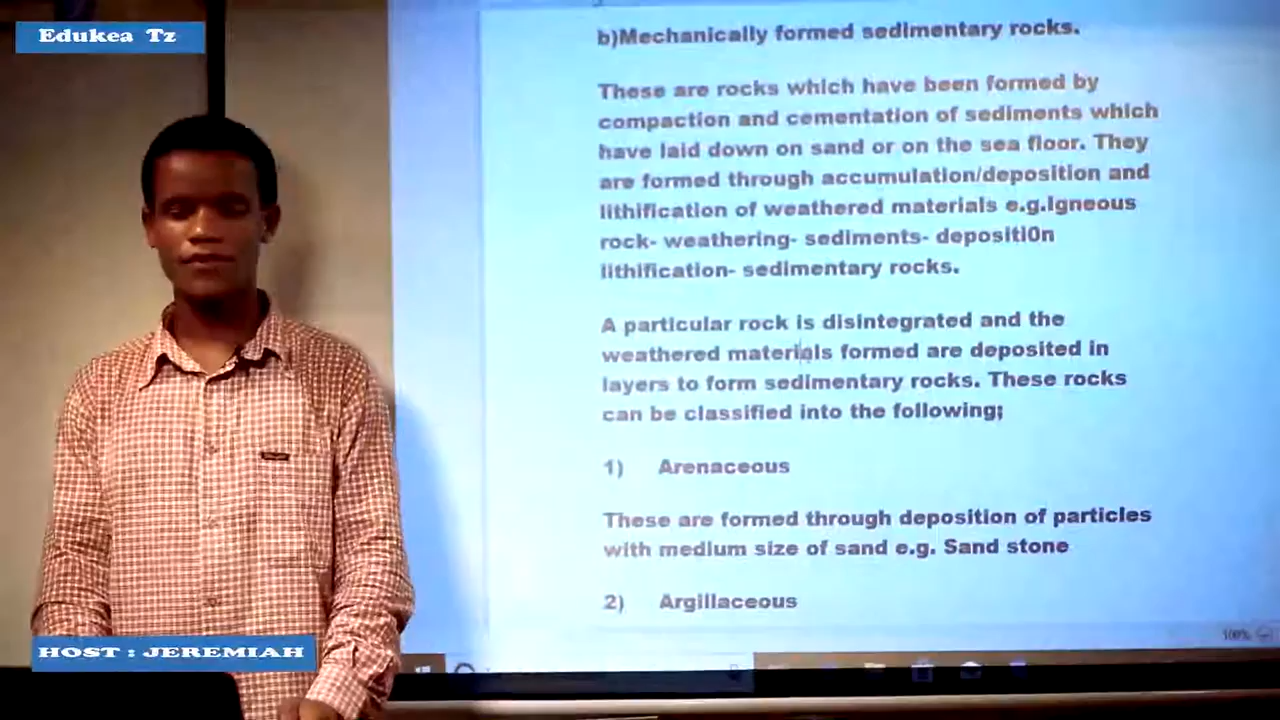 Edukea Tz
b)Mechanically formed sedimentary rocks.
These are rocks which have been formed by
compaction and cementation of sediments which
have laid down on sand or on the sea floor. They
are formed through accumulation/deposition and
lithification of weathered materials e.g.Igneous
rock- weathering- sediments- depositi0n
lithification- sedimentary rocks.
A particular rock is disintegrated and the
weathered materials formed are deposited in
layers to form sedimentary rocks. These rocks
can be classified into the following;
1) Arenaceous
These are formed through deposition of particles
with medium size of sand e.g. Sand stone
2) Argillaceous
100%
HOST : JEREMIAH